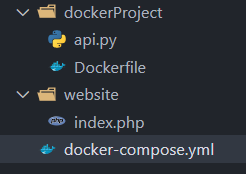 dockerProject
api.py
Dockerfile
website
index.php
docker-compose.yml